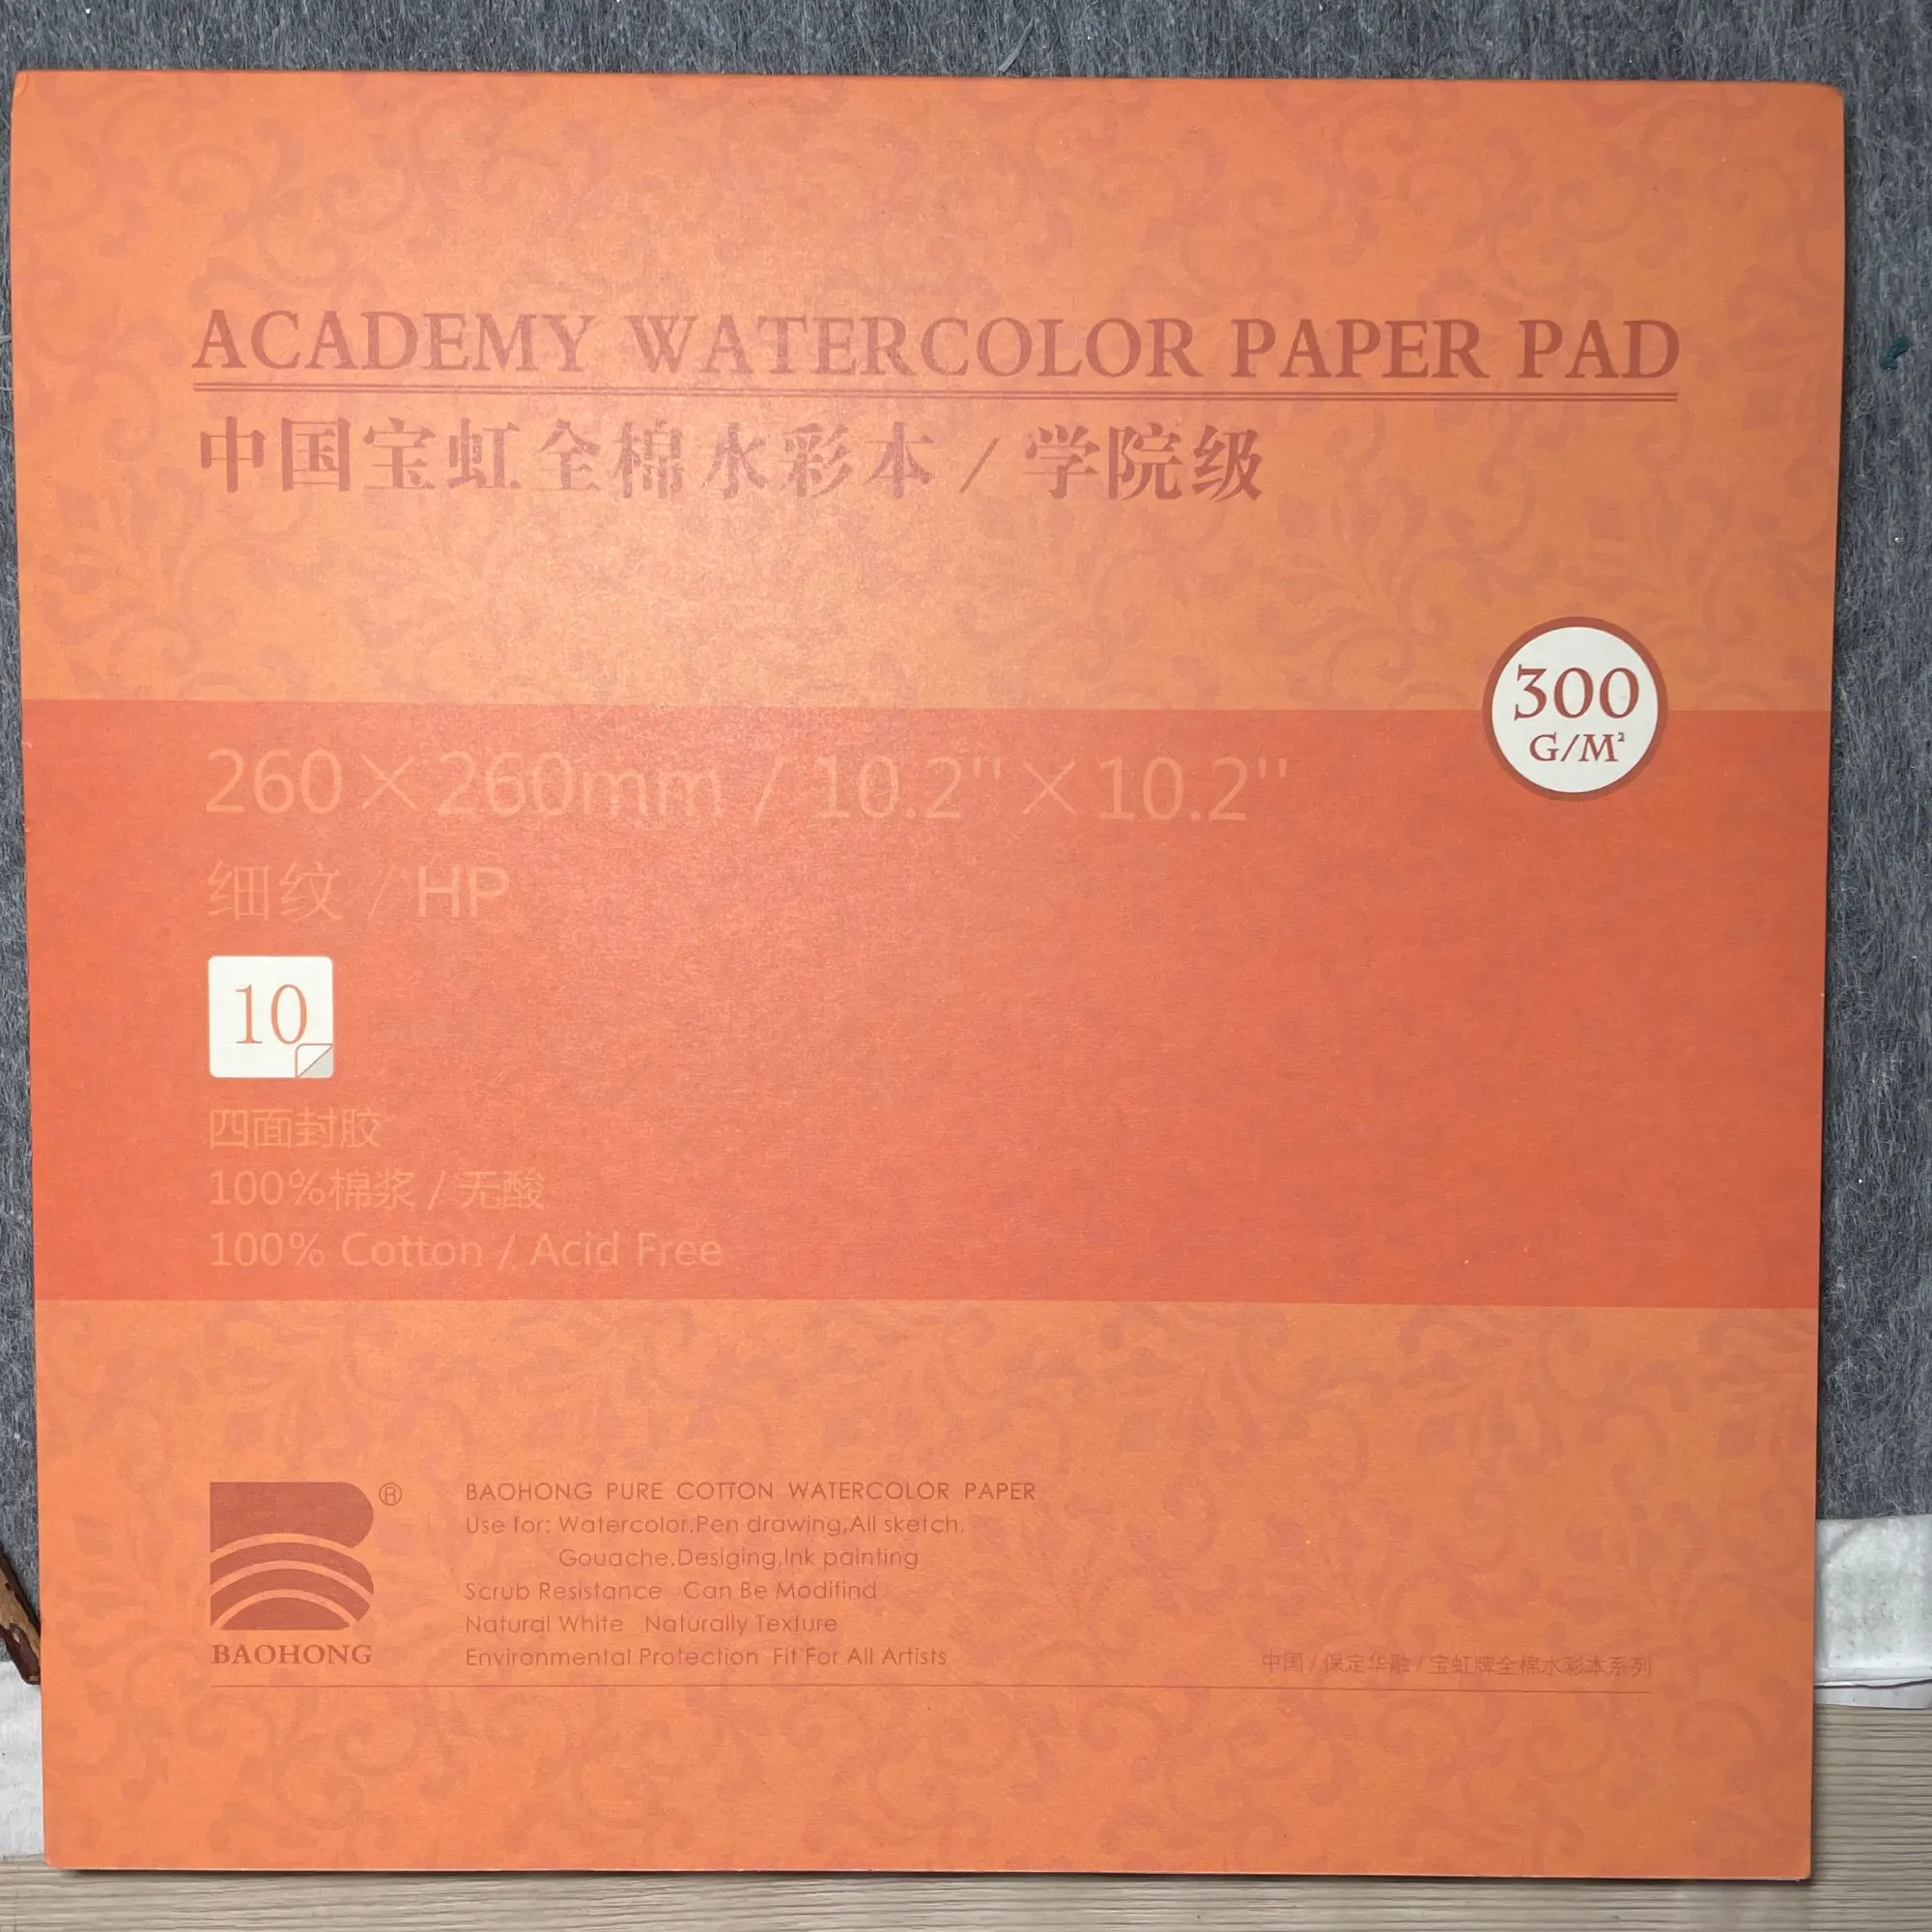 ACADEMY WATERCOLOR PAPER PAD
中国宝虹全棉水彩本 / 学院级
300
G/M²
260×260mm / 10.2''×10.2''
细纹 / HP
10
四面封胶
100%棉浆 / 无酸
100% Cotton / Acid Free
®
BAOHONG
BAOHONG PURE COTTON WATERCOLOR PAPER
Use for: Watercolor,Pen drawing,All sketch,
Gouache,Desiging,Ink painting
Scrub Resistance Can Be Modifind
Natural White Naturally Texture
Environmental Protection Fit For All Artists
中国 / 保定华融 / 宝虹牌全棉水彩本系列